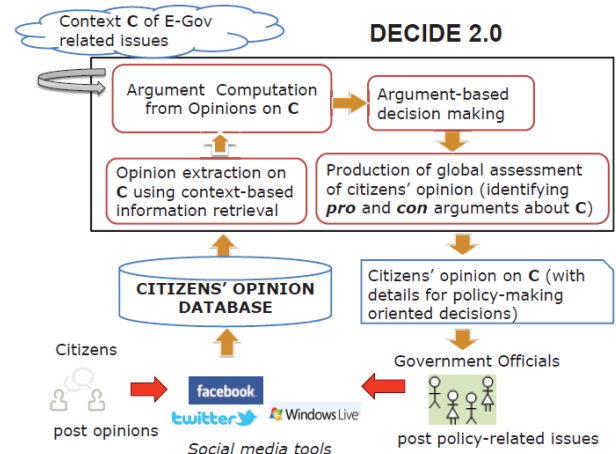 Context C of E-Gov
related issues
DECIDE 2.0
Argument Computation
from Opinions on C
Argument-based
decision making
Opinion extraction on
C using context-based
information retrieval
Production of global assessment
of citizens' opinion (identifying
pro and con arguments about C)
CITIZENS' OPINION
DATABASE
Citizens' opinion on C (with
details for policy-making
oriented decisions)
Citizens
Government Officials
facebook
twitter
Windows Live
post opinions
post policy-related issues
Social media tools